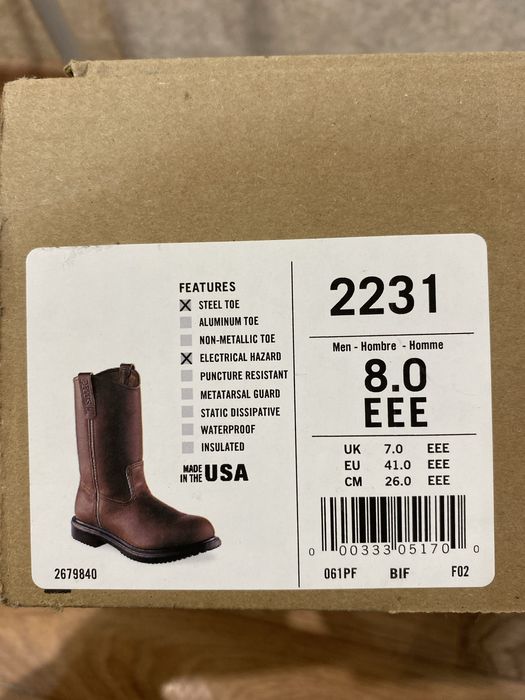 FEATURES
STEEL TOE
ALUMINUM TOE
NON-METALLIC TOE
ELECTRICAL HAZARD
PUNCTURE RESISTANT
METATARSAL GUARD
STATIC DISSIPATIVE
WATERPROOF
INSULATED
MADE IN THE USA
2679840
2231
Men - Hombre - Homme
8.0
EEE
UK 7.0 EEE
EU 41.0 EEE
CM 26.0 EEE
0 00333 05170 0
061PF BIF F02